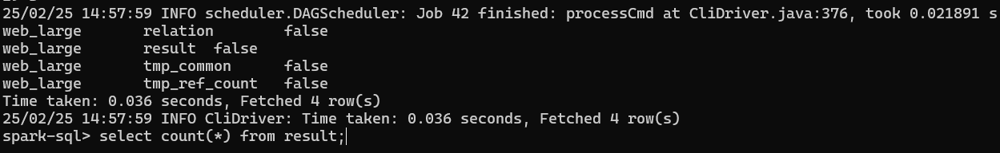 25/02/25 14:57:59 INFO scheduler.DAGScheduler: Job 42 finished: processCmd at CliDriver.java:376, took 0.021891 s
web_large       relation        false
web_large       result  false
web_large       tmp_common      false
web_large       tmp_ref_count   false
Time taken: 0.036 seconds, Fetched 4 row(s)
25/02/25 14:57:59 INFO CliDriver: Time taken: 0.036 seconds, Fetched 4 row(s)
spark-sql> select count(*) from result;